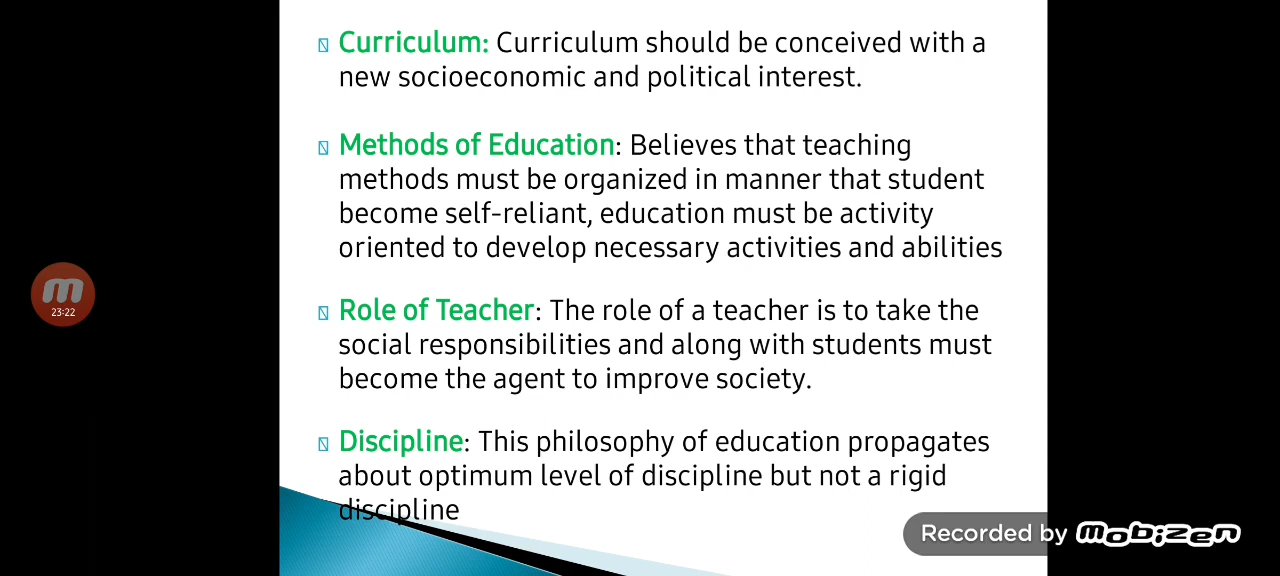 Curriculum: Curriculum should be conceived with a
new socioeconomic and political interest.
Methods of Education: Believes that teaching
methods must be organized in manner that student
become self-reliant, education must be activity
oriented to develop necessary activities and abilities
Role of Teacher: The role of a teacher is to take the
social responsibilities and along with students must
become the agent to improve society.
Discipline: This philosophy of education propagates
about optimum level of discipline but not a rigid
discipline
m
23:22
Recorded by mobizen